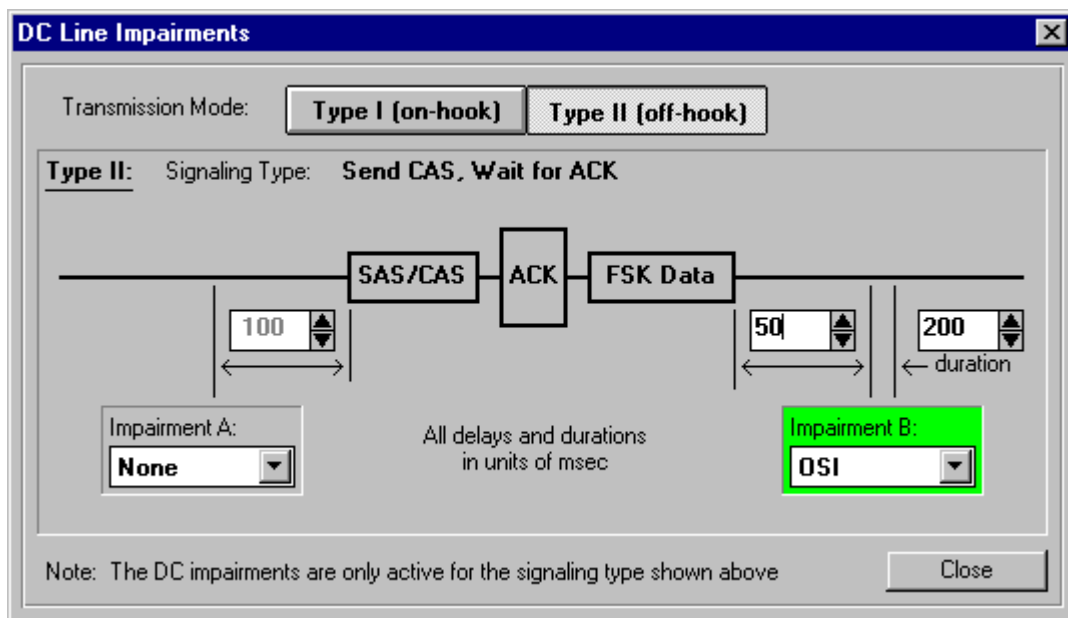 DC Line Impairments
Transmission Mode: Type I (on-hook) Type II (off-hook)
Type II: Signaling Type: Send CAS, Wait for ACK
SAS/CAS ACK FSK Data
100 50 200
duration
Impairment A: All delays and durations Impairment B:
None in units of msec OSI
Note: The DC impairments are only active for the signaling type shown above Close